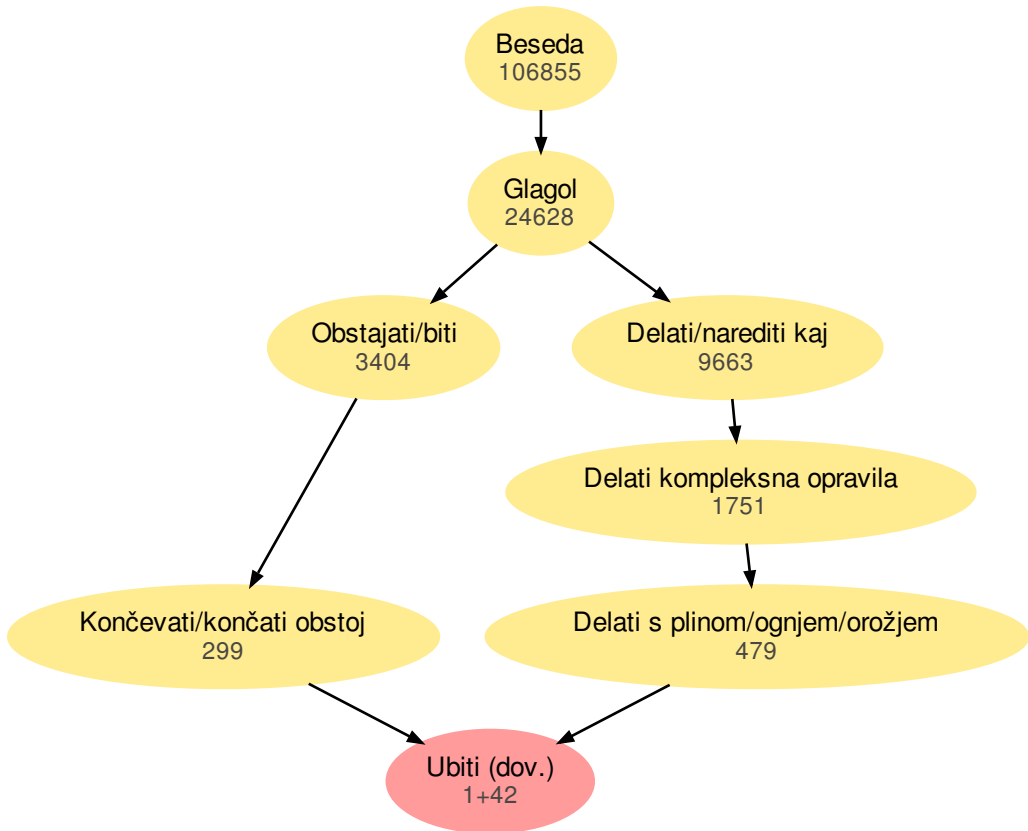 Beseda
106855
Glagol
24628
Obstajati/biti
3404
Delati/narediti kaj
9663
Delati kompleksna opravila
1751
Končevati/končati obstoj
299
Delati s plinom/ognjem/orožjem
479
Ubiti (dov.)
1+42